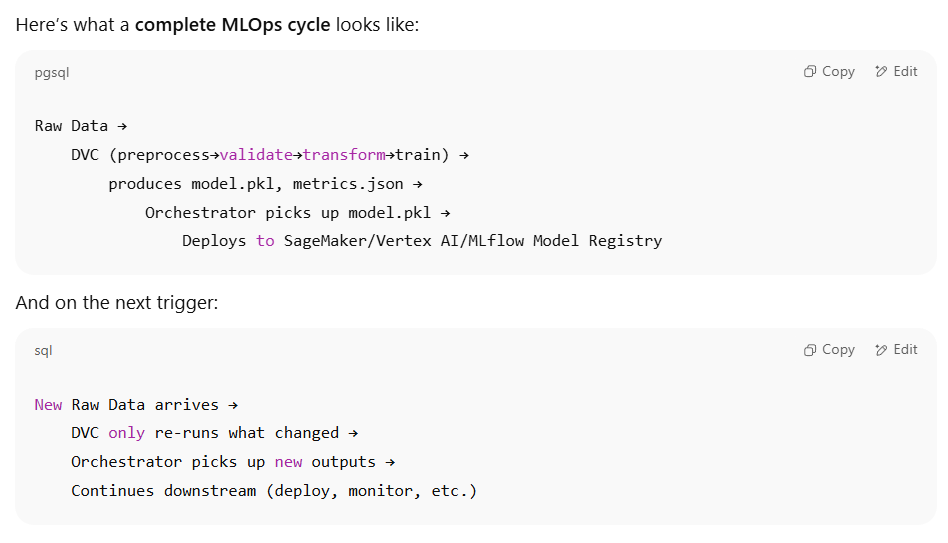 Here's what a complete MLOps cycle looks like:
pgsql
Copy
Edit
Raw Data →
DVC (preprocess→validate→transform→train) →
produces model.pkl, metrics.json →
Orchestrator picks up model.pkl →
Deploys to SageMaker/Vertex AI/MLflow Model Registry
And on the next trigger:
sql
Copy
Edit
New Raw Data arrives →
DVC only re-runs what changed →
Orchestrator picks up new outputs →
Continues downstream (deploy, monitor, etc.)